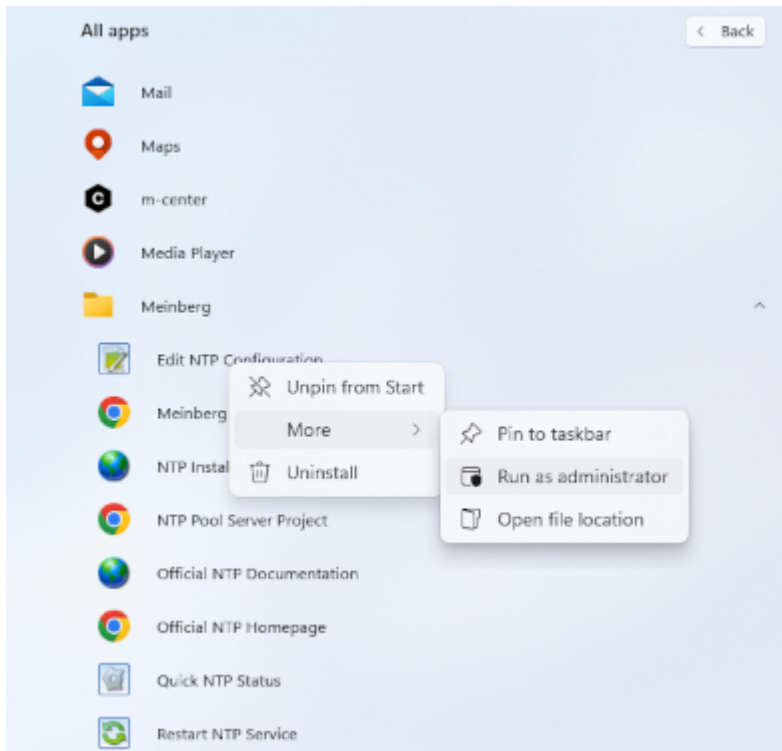 All apps
Back
Mail
Maps
m-center
Media Player
Meinberg
Edit NTP Configuration
Unpin from Start
Meinberg
More
Pin to taskbar
NTP Instal
Uninstall
Run as administrator
NTP Pool Server Project
Open file location
Official NTP Documentation
Official NTP Homepage
Quick NTP Status
Restart NTP Service